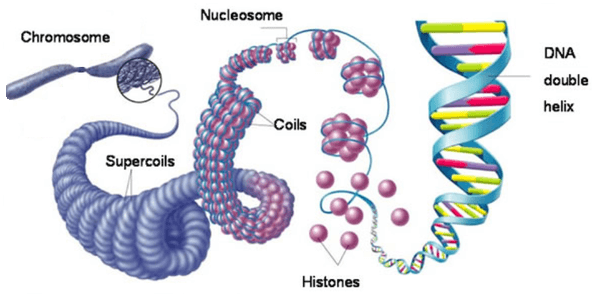 Nucleosome
Chromosome
DNA
double
helix
Coils
Supercoils
Histones